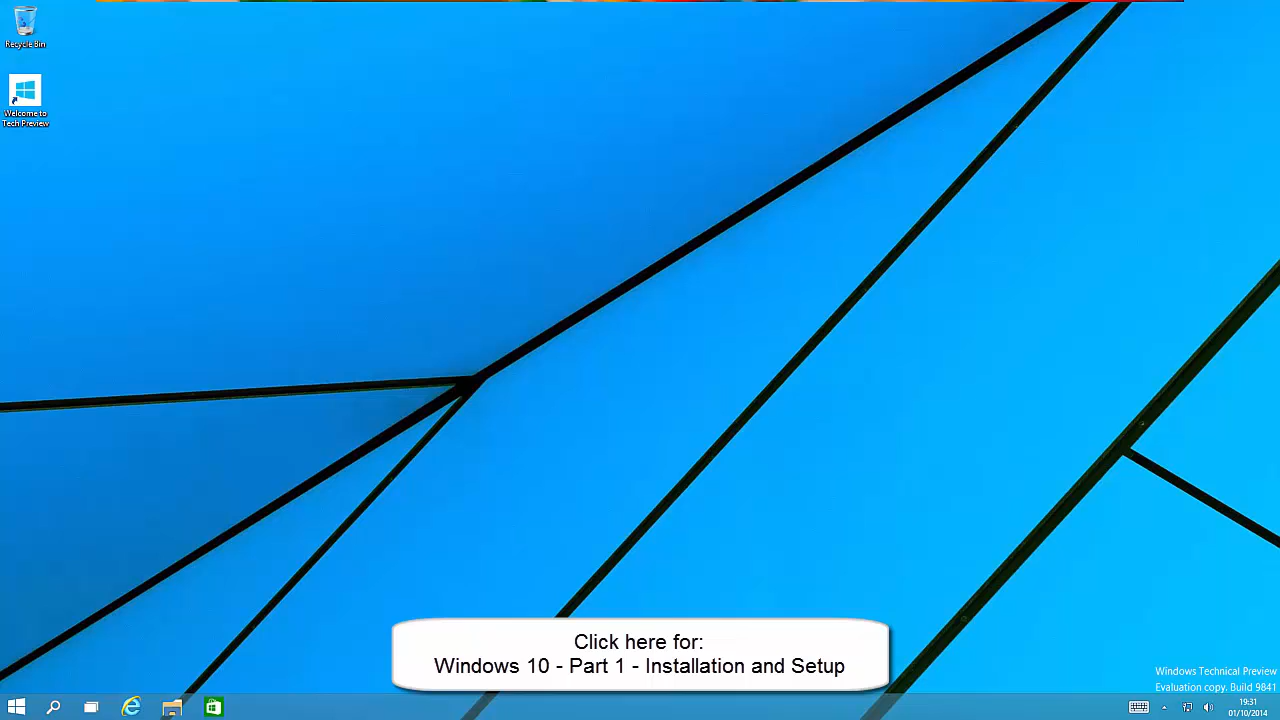 Recycle Bin
Welcome to
Tech Preview
Click here for:
Windows 10 - Part 1 - Installation and Setup
Windows Technical Preview
Evaluation copy. Build 9841
19:31
01/10/2014